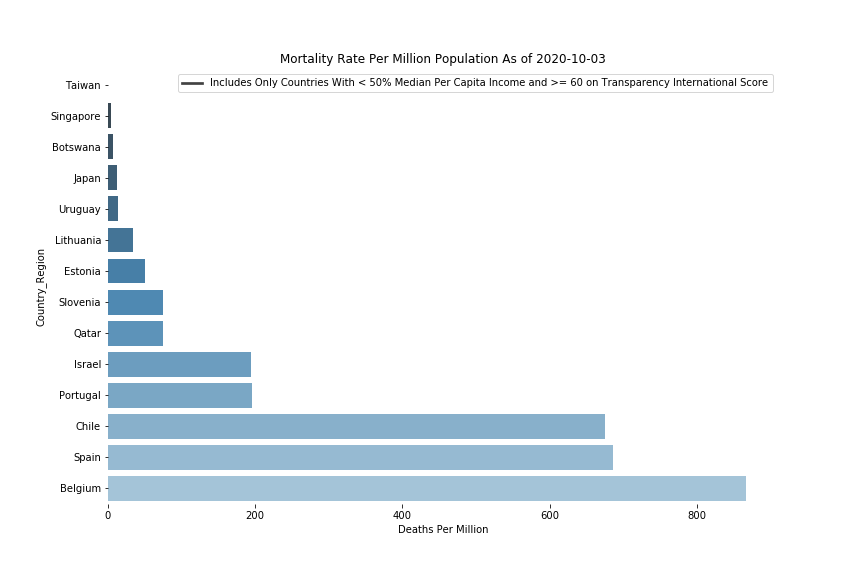 Mortality Rate Per Million Population As of 2020-10-03
Includes Only Countries With < 50% Median Per Capita Income and >= 60 on Transparency International Score
Country_Region
Taiwan
Singapore
Botswana
Japan
Uruguay
Lithuania
Estonia
Slovenia
Qatar
Israel
Portugal
Chile
Spain
Belgium
0 200 400 600 800
Deaths Per Million